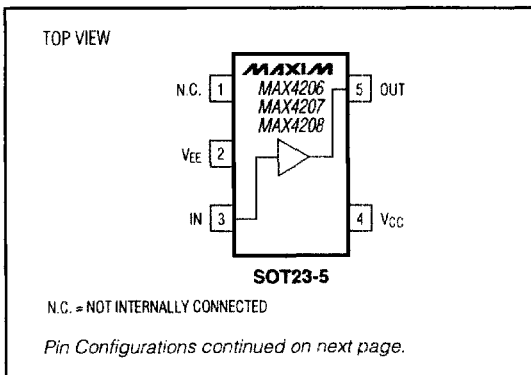 TOP VIEW
MAXIM
N.C. 1 MAX4206 5 OUT
MAX4207
MAX4208
VEE 2
IN 3 4 VCC
SOT23-5
N.C. = NOT INTERNALLY CONNECTED
Pin Configurations continued on next page.